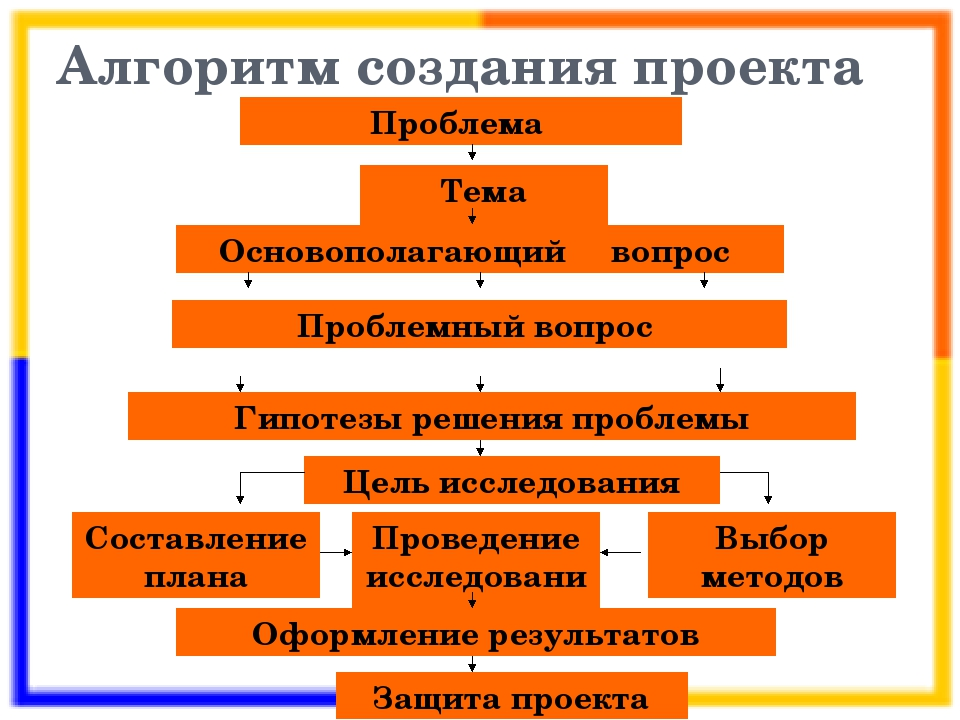 Алгоритм создания проекта
Проблема
Тема
Основополагающий вопрос
Проблемный вопрос
Гипотезы решения проблемы
Цель исследования
Составление
плана
Проведение
исследовани
Выбор
методов
Оформление результатов
Защита проекта